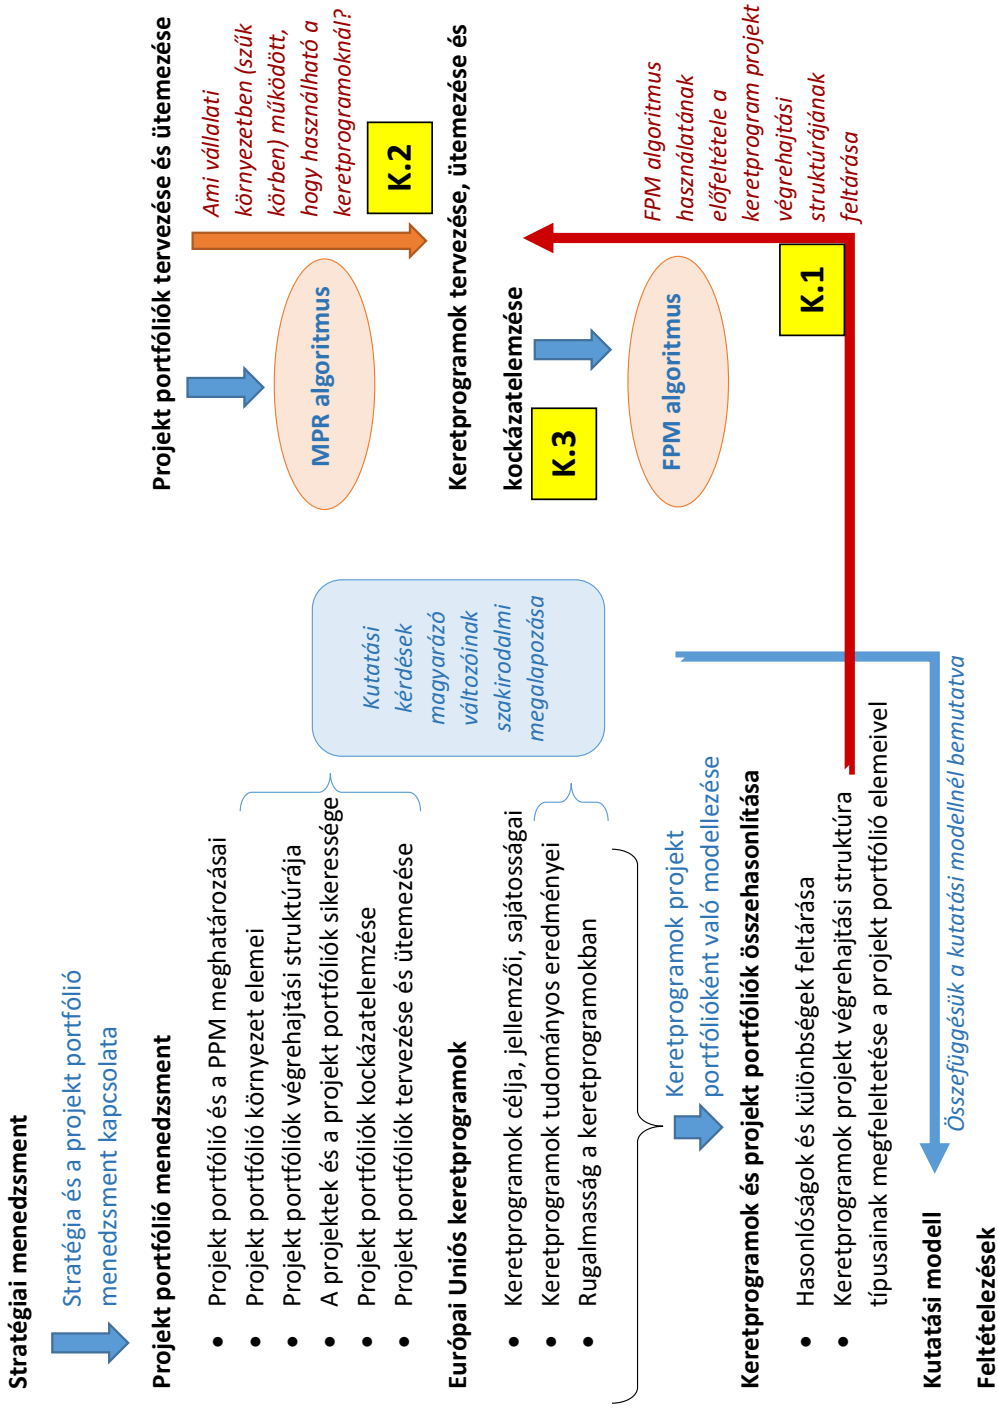 Stratégiai menedzsment
Stratégia és a projekt portfólió
menedzsment kapcsolata
Projekt portfólió menedzsment
• Projekt portfólió és a PPM meghatározásai
• Projekt portfólió környezet elemei
• Projekt portfóliók végrehajtási struktúrája
• A projektek és a projekt portfóliók sikeressége
• Projekt portfóliók kockázatelemzése
• Projekt portfóliók tervezése és ütemezése
Európai Uniós keretprogramok
• Keretprogramok célja, jellemzői, sajátosságai
• Keretprogramok tudományos eredményei
• Rugalmasság a keretprogramokban
Keretprogramok projekt
portfólióként való modellezése
Keretprogramok és projekt portfóliók összehasonlítása
• Hasonlóságok és különbségek feltárása
• Keretprogramok projekt végrehajtási struktúra
típusainak megfeleltetése a projekt portfólió elemeivel
Kutatási modell
Összefüggésük a kutatási modellnél bemutatva
Feltételezések
Kutatási
kérdések
magyarázó
változóinak
szakirodalmi
megalapozása
Projekt portfóliók tervezése és ütemezése
MPR algoritmus
Ami vállalati
környezetben (szűk
körben) működött,
hogy használható a
keretprogramoknál?
K.2
Keretprogramok tervezése, ütemezése és
kockázatelemzése
K.3
FPM algoritmus
FPM algoritmus
használatának
előfeltétele a
keretprogram projekt
végrehajtási
struktúrájának
feltárása
K.1